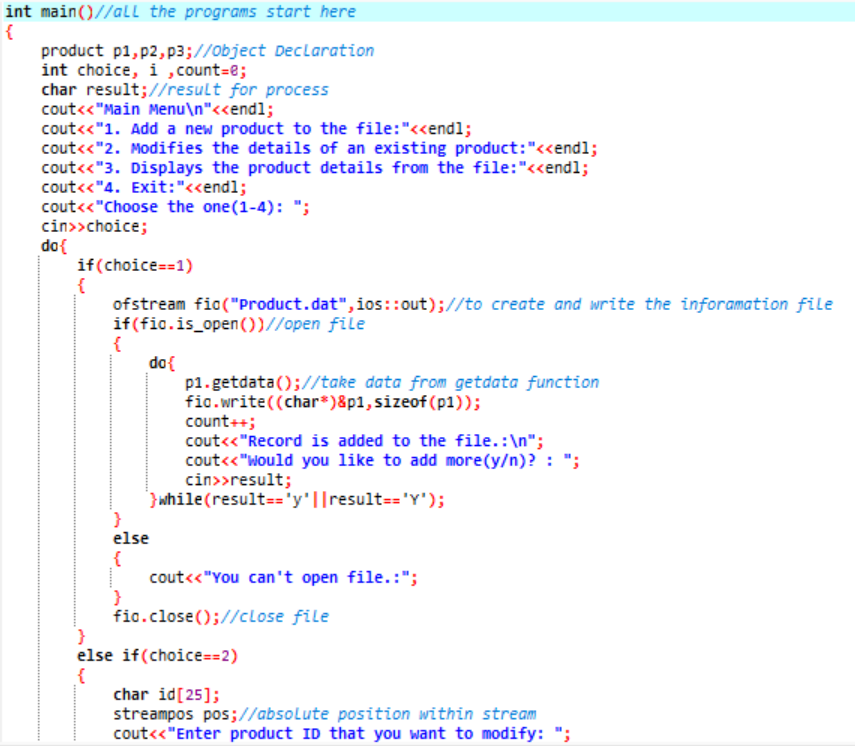 int main()//all the programs start here
{
product p1,p2,p3;//Object Declaration
int choice, i ,count=0;
char result;//result for process
cout<<"Main Menu\n"<<endl;
cout<<"1. Add a new product to the file:"<<endl;
cout<<"2. Modifies the details of an existing product:"<<endl;
cout<<"3. Displays the product details from the file:"<<endl;
cout<<"4. Exit:"<<endl;
cout<<"Choose the one(1-4): ";
cin>>choice;
do{
if(choice==1)
{
ofstream fio("Product.dat",ios::out);//to create and write the inforamation file
if(fio.is_open())//open file
{
do{
p1.getdata();//take data from getdata function
fio.write((char*)&p1,sizeof(p1));
count++;
cout<<"Record is added to the file.:\n";
cout<<"Would you like to add more(y/n)? : ";
cin>>result;
}while(result=='y'||result=='Y');
}
else
{
cout<<"You can't open file.:";
}
fio.close();//close file
}
else if(choice==2)
{
char id[25];
streampos pos;//absolute position within stream
cout<<"Enter product ID that you want to modify: ";